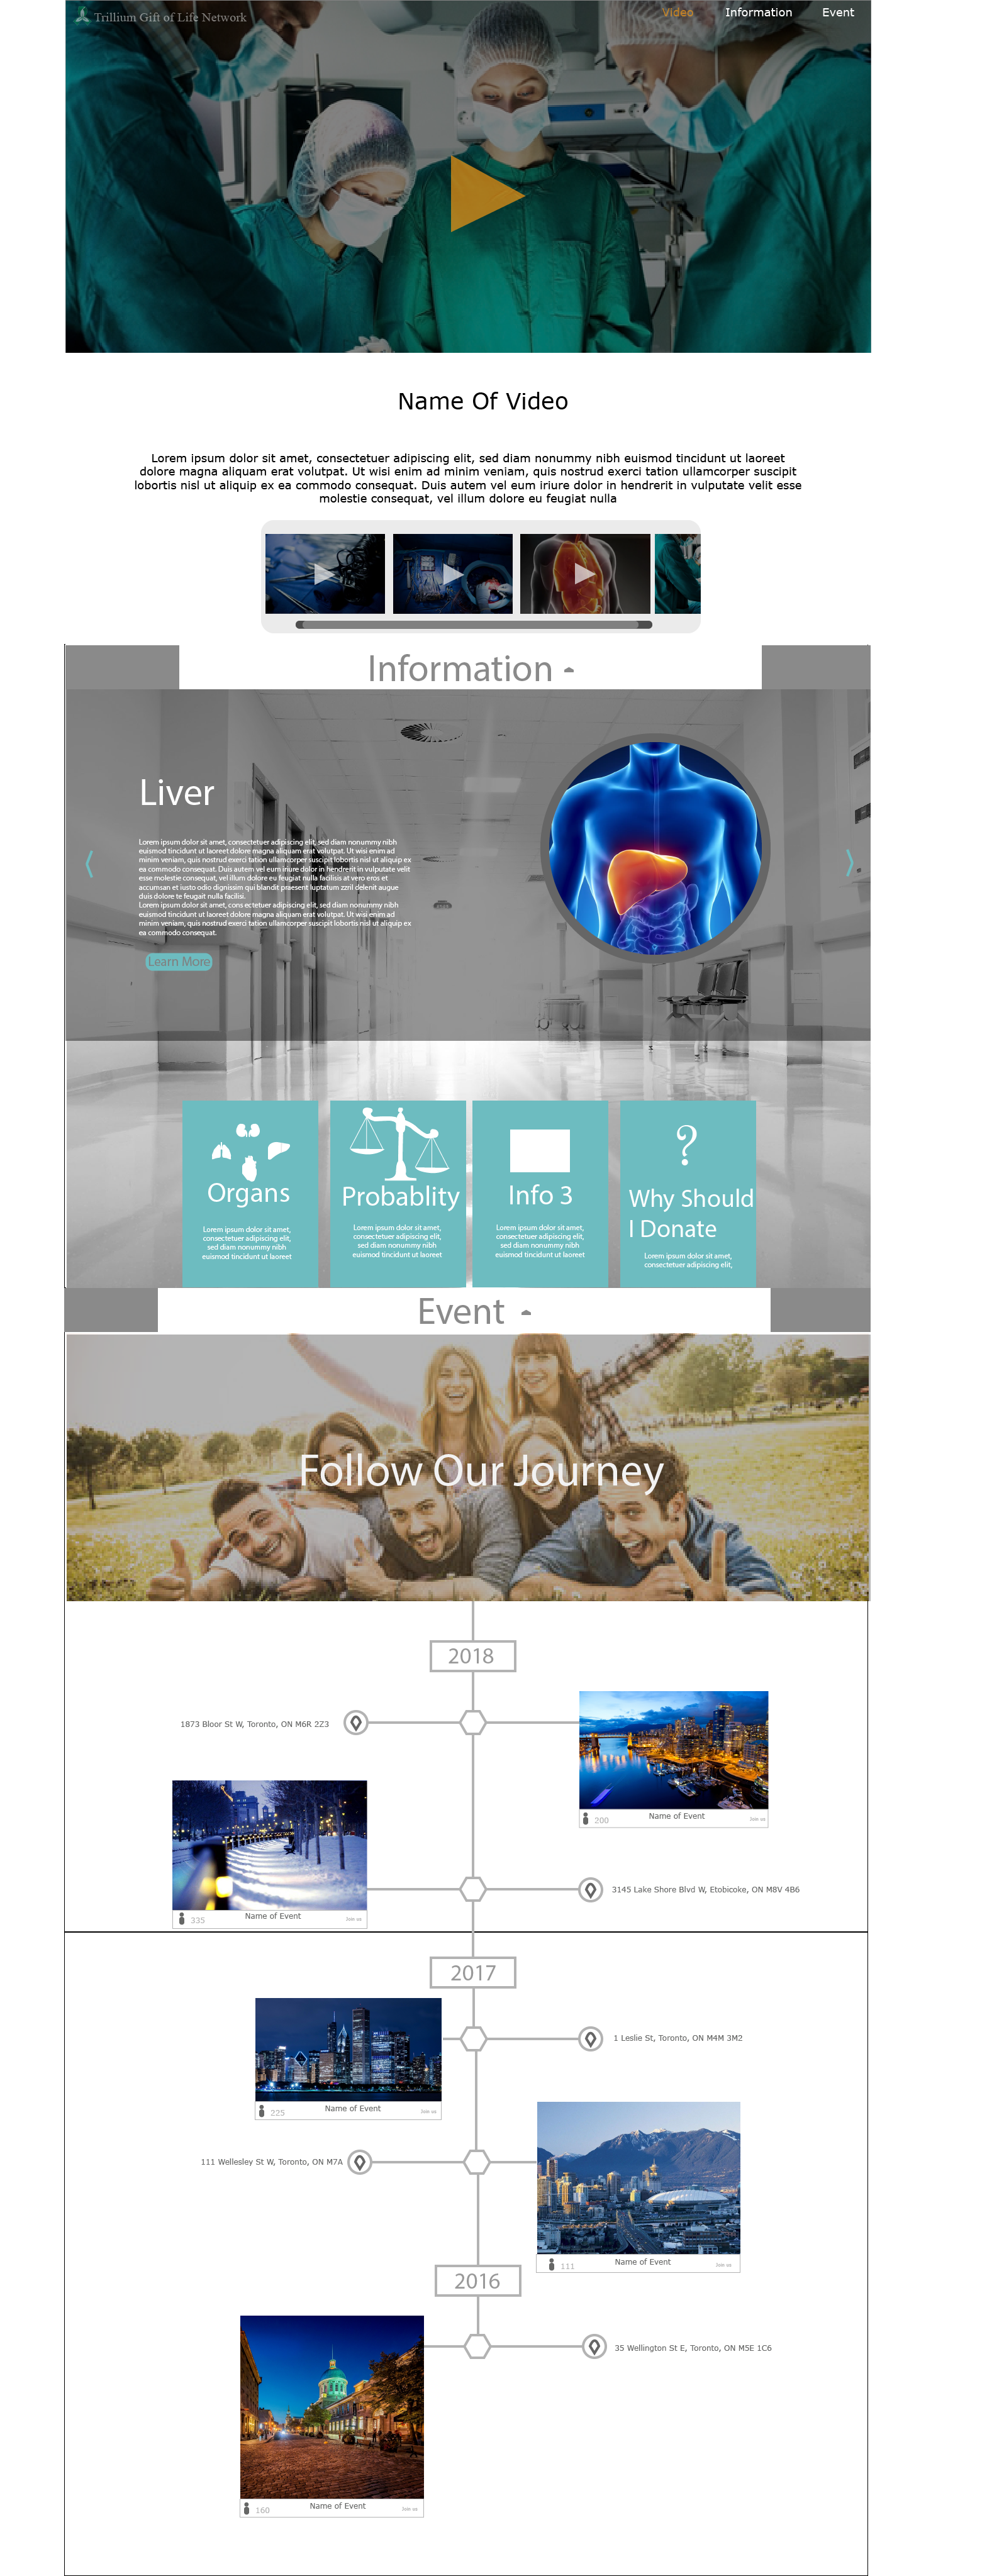 Trillium Gift of Life Network
Video
Information
Event
Name Of Video
Lorem ipsum dolor sit amet, consectetuer adipiscing elit, sed diam nonummy nibh euismod tincidunt ut laoreet
dolore magna aliquam erat volutpat. Ut wisi enim ad minim veniam, quis nostrud exerci tation ullamcorper suscipit
lobortis nisl ut aliquip ex ea commodo consequat. Duis autem vel eum iriure dolor in hendrerit in vulputate velit esse
molestie consequat, vel illum dolore eu feugiat nulla
Information
Liver
Lorem ipsum dolor sit amet, consectetuer adipiscing elit, sed diam nonummy nibh
euismod tincidunt ut laoreet dolore magna aliquam erat volutpat. Ut wisi enim ad
minim veniam, quis nostrud exerci tation ullamcorper suscipit lobortis nisl ut aliquip ex
ea commodo consequat. Duis autem vel eum iriure dolor in hendrerit in vulputate velit
esse molestie consequat, vel illum dolore eu feugiat nulla facilisis at vero eros et
accumsan et iusto odio dignissim qui blandit praesent luptatum zzril delenit augue
duis dolore te feugait nulla facilisi.
Lorem ipsum dolor sit amet, cons ectetuer adipiscing elit, sed diam nonummy nibh
euismod tincidunt ut laoreet dolore magna aliquam erat volutpat. Ut wisi enim ad
minim veniam, quis nostrud exerci tation ullamcorper suscipit lobortis nisl ut aliquip ex
ea commodo consequat.
Learn More
Organs
Lorem ipsum dolor sit amet,
consectetuer adipiscing elit,
sed diam nonummy nibh
euismod tincidunt ut laoreet
Probablity
Lorem ipsum dolor sit amet,
consectetuer adipiscing elit,
sed diam nonummy nibh
euismod tincidunt ut laoreet
Info 3
Lorem ipsum dolor sit amet,
consectetuer adipiscing elit,
sed diam nonummy nibh
euismod tincidunt ut laoreet
?
Why Should
I Donate
Lorem ipsum dolor sit amet,
consectetuer adipiscing elit,
Event
Follow Our Journey
2018
1873 Bloor St W, Toronto, ON M6R 2Z3
200
Name of Event
Join us
335
Name of Event
Join us
3145 Lake Shore Blvd W, Etobicoke, ON M8V 4B6
2017
1 Leslie St, Toronto, ON M4M 3M2
225
Name of Event
Join us
111 Wellesley St W, Toronto, ON M7A
111
Name of Event
Join us
2016
35 Wellington St E, Toronto, ON M5E 1C6
160
Name of Event
Join us